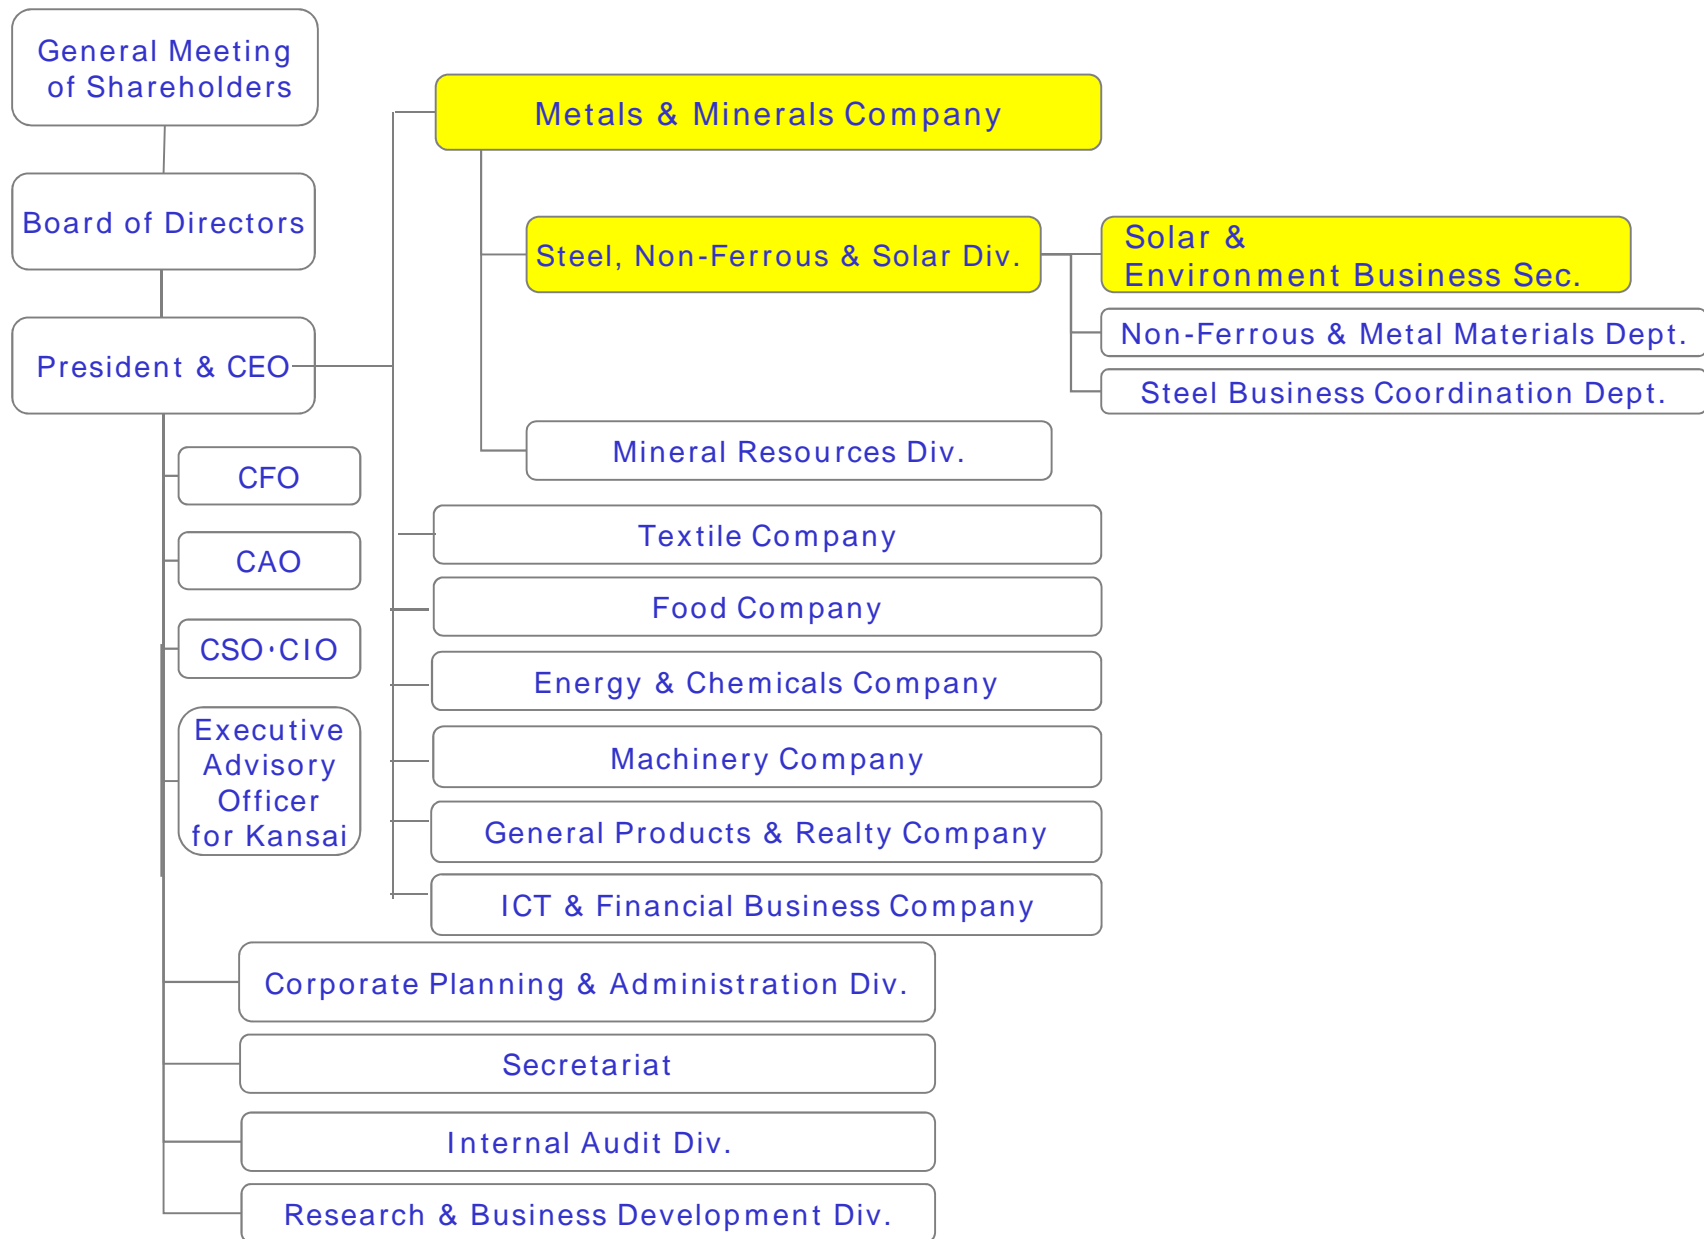 General Meeting
of Shareholders
Board of Directors
President & CEO
CFO
CAO
CSO・CIO
Executive
Advisory
Officer
for Kansai
Metals & Minerals Company
Steel, Non-Ferrous & Solar Div.
Solar &
Environment Business Sec.
Non-Ferrous & Metal Materials Dept.
Steel Business Coordination Dept.
Mineral Resources Div.
Textile Company
Food Company
Energy & Chemicals Company
Machinery Company
General Products & Realty Company
ICT & Financial Business Company
Corporate Planning & Administration Div.
Secretariat
Internal Audit Div.
Research & Business Development Div.